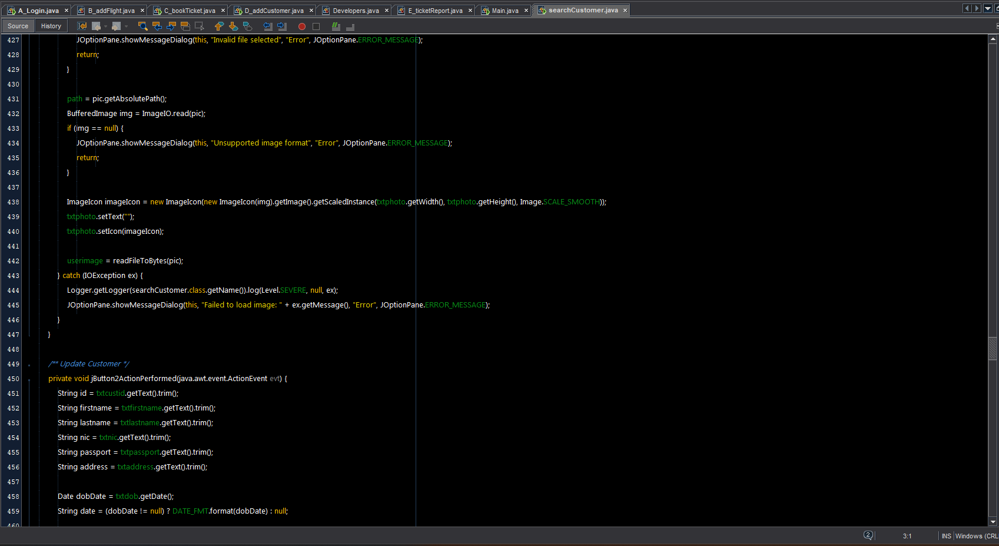 A_Login.java × B_addFlight.java × C_bookTicket.java × D_addCustomer.java × Developers.java × E_ticketReport.java × Main.java × searchCustomer.java ×
Source History
427 JOptionPane.showMessageDialog(this, "Invalid file selected", "Error", JOptionPane.ERROR_MESSAGE);
428 return;
429 }
430
431 path = pic.getAbsolutePath();
432 BufferedImage img = ImageIO.read(pic);
433 if (img == null) {
434 JOptionPane.showMessageDialog(this, "Unsupported image format", "Error", JOptionPane.ERROR_MESSAGE);
435 return;
436 }
437
438 ImageIcon imageIcon = new ImageIcon(new ImageIcon(img).getImage().getScaledInstance(txtphoto.getWidth(), txtphoto.getHeight(), Image.SCALE_SMOOTH));
439 txtphoto.setText("");
440 txtphoto.setIcon(imageIcon);
441
442 userimage = readFileToBytes(pic);
443 } catch (IOException ex) {
444 Logger.getLogger(searchCustomer.class.getName()).log(Level.SEVERE, null, ex);
445 JOptionPane.showMessageDialog(this, "Failed to load image: " + ex.getMessage(), "Error", JOptionPane.ERROR_MESSAGE);
446 }
447 }
448
449 /** Update Customer */
450 private void jButton2ActionPerformed(java.awt.event.ActionEvent evt) {
451 String id = txtcustid.getText().trim();
452 String firstname = txtfirstname.getText().trim();
453 String lastname = txtlastname.getText().trim();
454 String nic = txtnic.getText().trim();
455 String passport = txtpassport.getText().trim();
456 String address = txtaddress.getText().trim();
457
458 Date dobDate = txtdob.getDate();
459 String date = (dobDate != null) ? DATE_FMT.format(dobDate) : null;
460
2 3:1 INS Windows (CRL